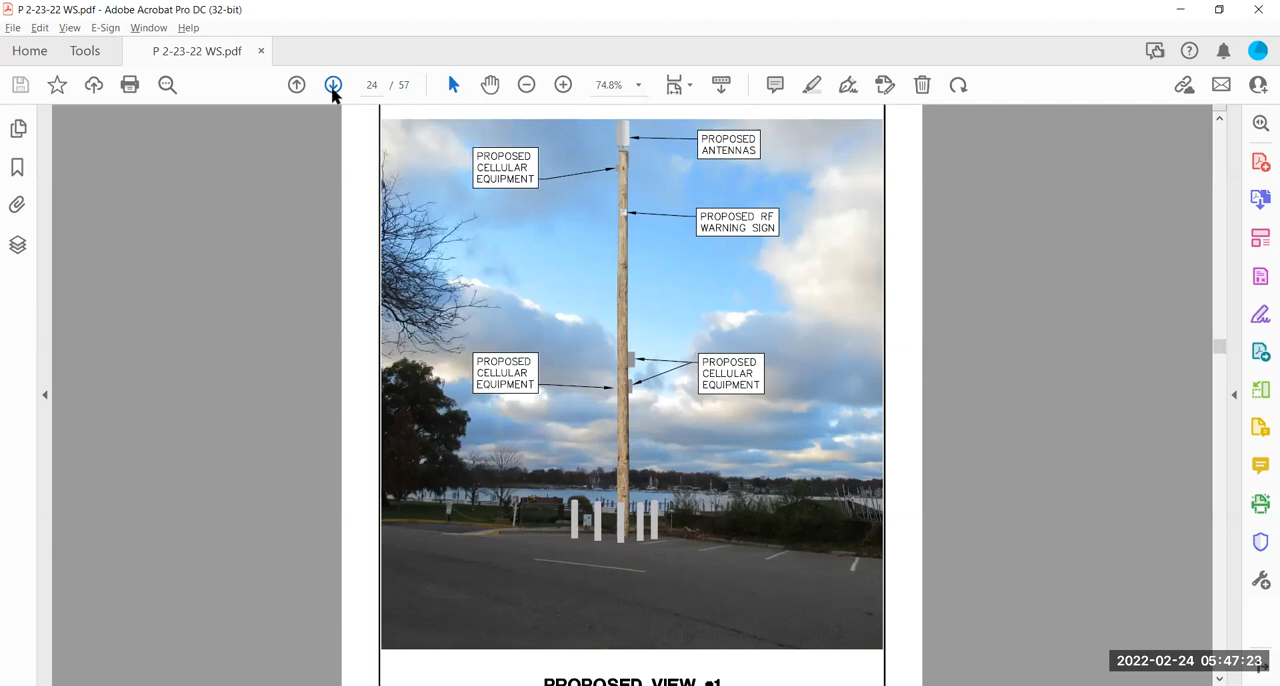 P 2-23-22 WS.pdf - Adobe Acrobat Pro DC (32-bit)
File Edit View E-Sign Window Help
Home Tools P 2-23-22 WS.pdf ×
24 / 57 74.8%
PROPOSED
ANTENNAS
PROPOSED
CELLULAR
EQUIPMENT
PROPOSED RF
WARNING SIGN
PROPOSED
CELLULAR
EQUIPMENT
PROPOSED
CELLULAR
EQUIPMENT
PROPOSED VIEW #1
2022-02-24 05:47:23